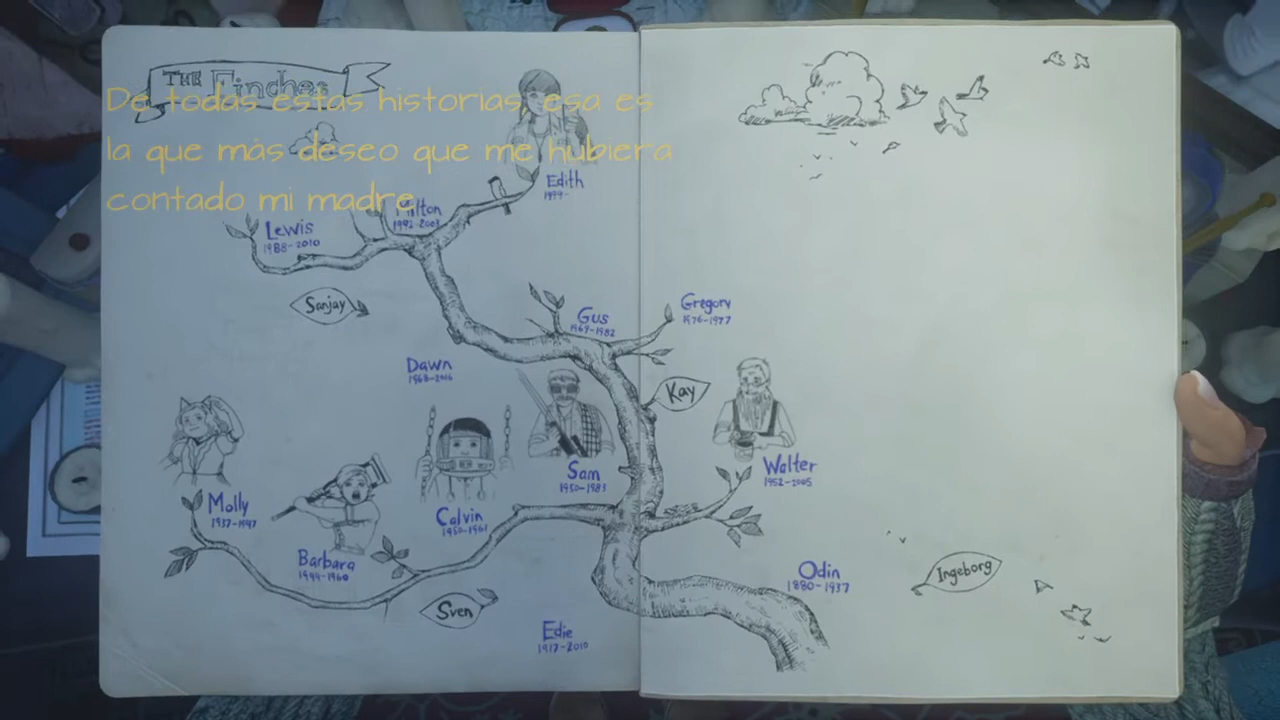 THE Finches
De todas estas historias, esa es
la que más deseo que me hubiera
contado mi madre.
Edith
1999-
Milton
1992-2003
Lewis
1988-2010
Sanjay
Gus
1969-1982
Gregory
1976-1977
Dawn
1968-2016
Kay
Sam
1950-1983
Walter
1952-2005
Molly
1937-1947
Calvin
1950-1961
Barbara
1944-1960
Odin
1880-1937
Ingeborg
Sven
Edie
1917-2010